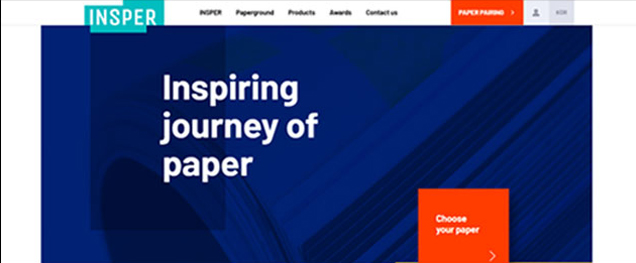 INSPER
INSPER Paperground Products Awards Contact us
PAPER PAIRING
KOR
Inspiring
journey of
paper
Choose
your paper